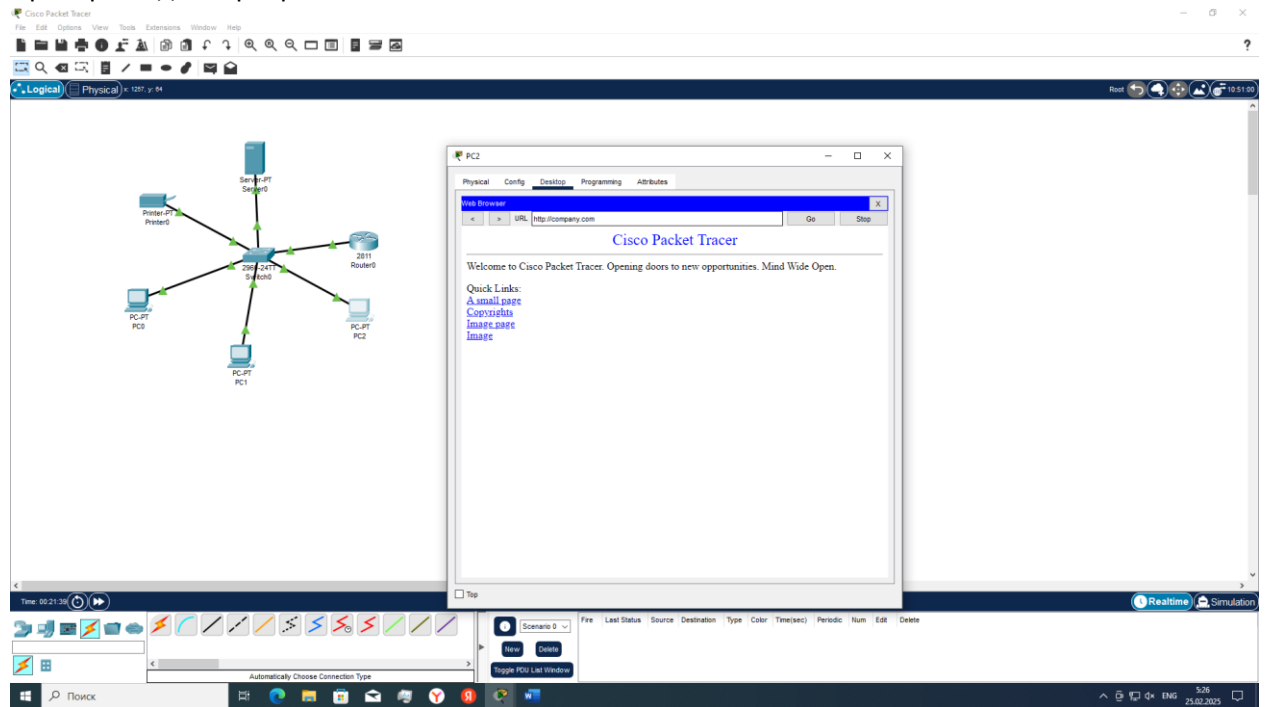 Cisco Packet Tracer
File Edit Options View Tools Extensions Window Help
?
Logical Physical x: 1257, y: 64
Root 10:51:00
Server-PT
Server0
Printer-PT
Printer0
2811
Router0
2960-24TT
Switch0
PC-PT
PC0
PC-PT
PC2
PC-PT
PC1
PC2
Physical Config Desktop Programming Attributes
Web Browser X
< > URL http://company.com Go Stop
Cisco Packet Tracer
Welcome to Cisco Packet Tracer. Opening doors to new opportunities. Mind Wide Open.
Quick Links:
A small page
Copyrights
Image page
Image
Top
Time: 00:21:39
Realtime Simulation
Scenario 0
New Delete
Toggle PDU List Window
Fire Last Status Source Destination Type Color Time(sec) Periodic Num Edit Delete
Automatically Choose Connection Type
Поиск
ENG
5:26
25.02.2025